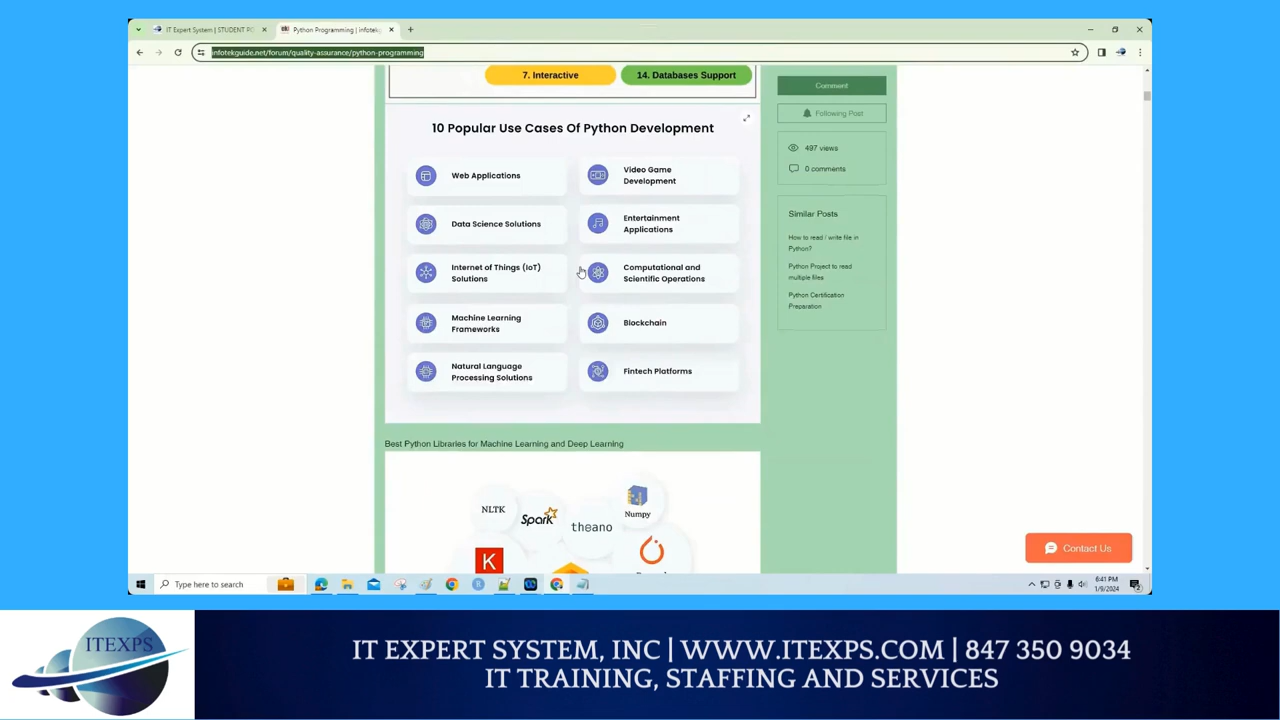 IT Expert System | STUDENT PO
Python Programming | infotekg
infotekguide.net/forum/quality-assurance/python-programming
7. Interactive
14. Databases Support
10 Popular Use Cases Of Python Development
Web Applications
Video Game
Development
Data Science Solutions
Entertainment
Applications
Internet of Things (IoT)
Solutions
Computational and
Scientific Operations
Machine Learning
Frameworks
Blockchain
Natural Language
Processing Solutions
Fintech Platforms
Best Python Libraries for Machine Learning and Deep Learning
NLTK
Spark
theano
Numpy
K
Comment
Following Post
497 views
0 comments
Similar Posts
How to read / write file in
Python?
Python Project to read
multiple files
Python Certification
Preparation
Contact Us
Type here to search
6:41 PM
1/9/2024
ITEXPS
IT EXPERT SYSTEM, INC | WWW.ITEXPS.COM | 847 350 9034
IT TRAINING, STAFFING AND SERVICES